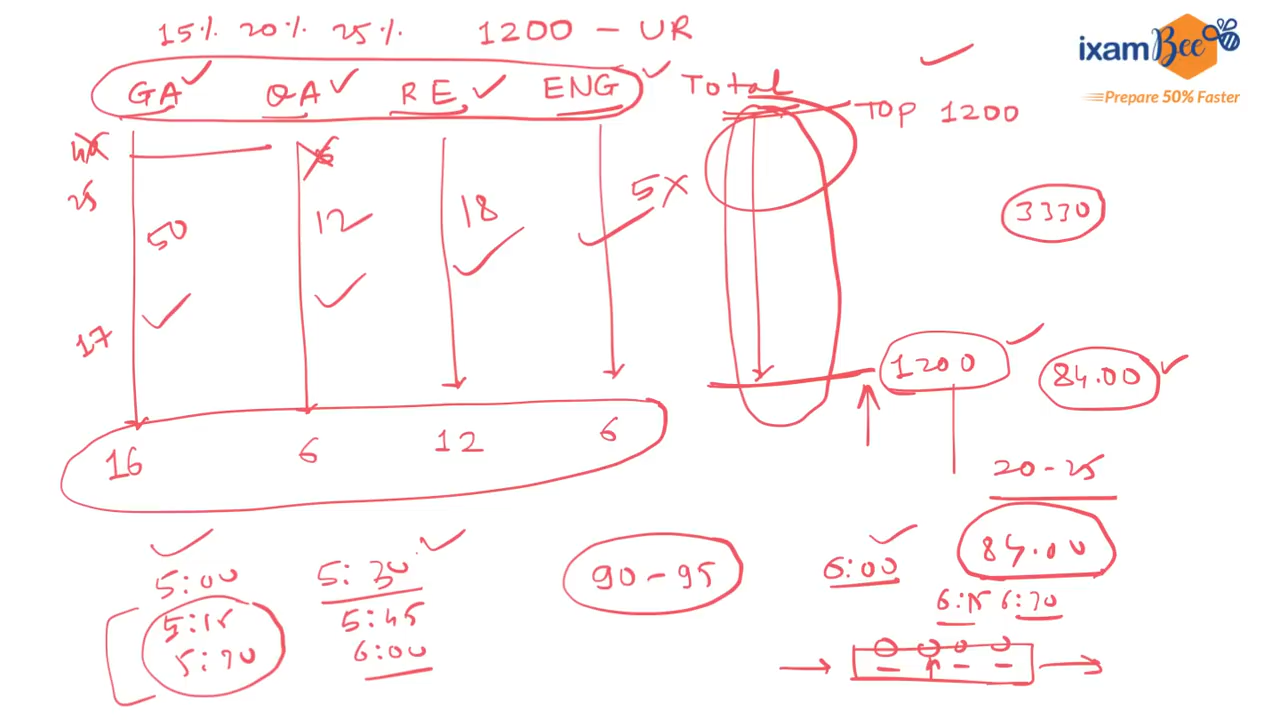 15% 20% 25% 1200 - UR
ixamBee
Prepare 50% Faster
GA QA RE ENG Total
TOP 1200
25
50 12 18 5X
3330
17
1200
84.00
16 6 12 6
20-25
5:00 5:30 90-95 6:00 84.00
5:15 5:45 6:15 6:30
5:30 6:00